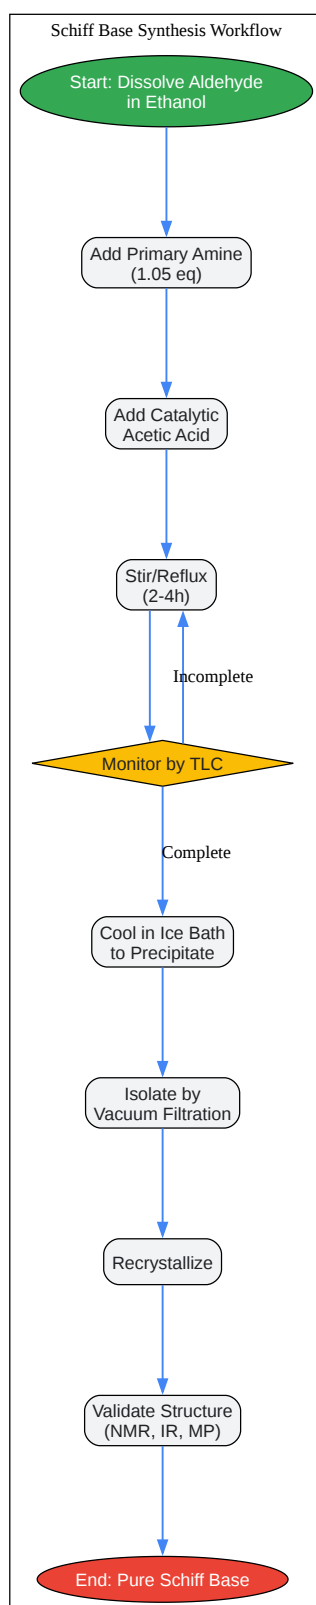 Schiff Base Synthesis Workflow
Start: Dissolve Aldehyde
in Ethanol
Add Primary Amine
(1.05 eq)
Add Catalytic
Acetic Acid
Stir/Reflux
(2-4h)
Incomplete
Monitor by TLC
Complete
Cool in Ice Bath
to Precipitate
Isolate by
Vacuum Filtration
Recrystallize
Validate Structure
(NMR, IR, MP)
End: Pure Schiff Base